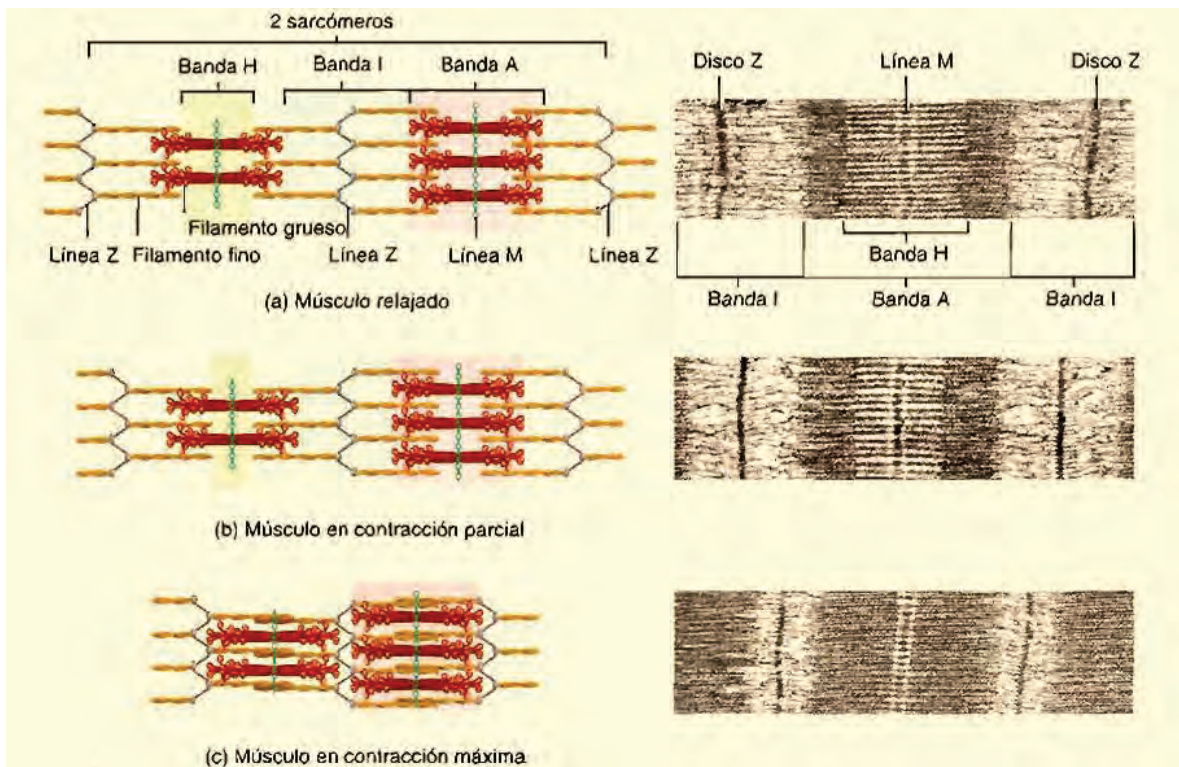 2 sarcómeros
Banda H Banda I Banda A
Filamento grueso
Línea Z Filamento fino Línea Z Línea M Línea Z
(a) Músculo relajado
Disco Z Línea M Disco Z
Banda H
Banda I Banda A Banda I
(b) Músculo en contracción parcial
(c) Músculo en contracción máxima